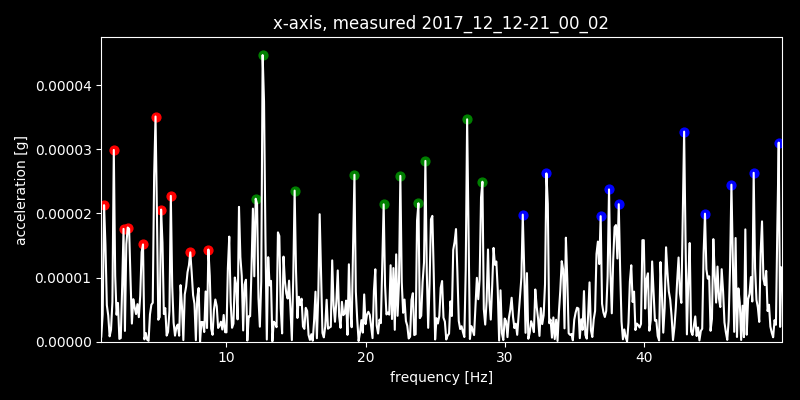 x-axis, measured 2017_12_12-21_00_02
0.00004
0.00003
0.00002
0.00001
0.00000
acceleration [g]
10 20 30 40
frequency [Hz]